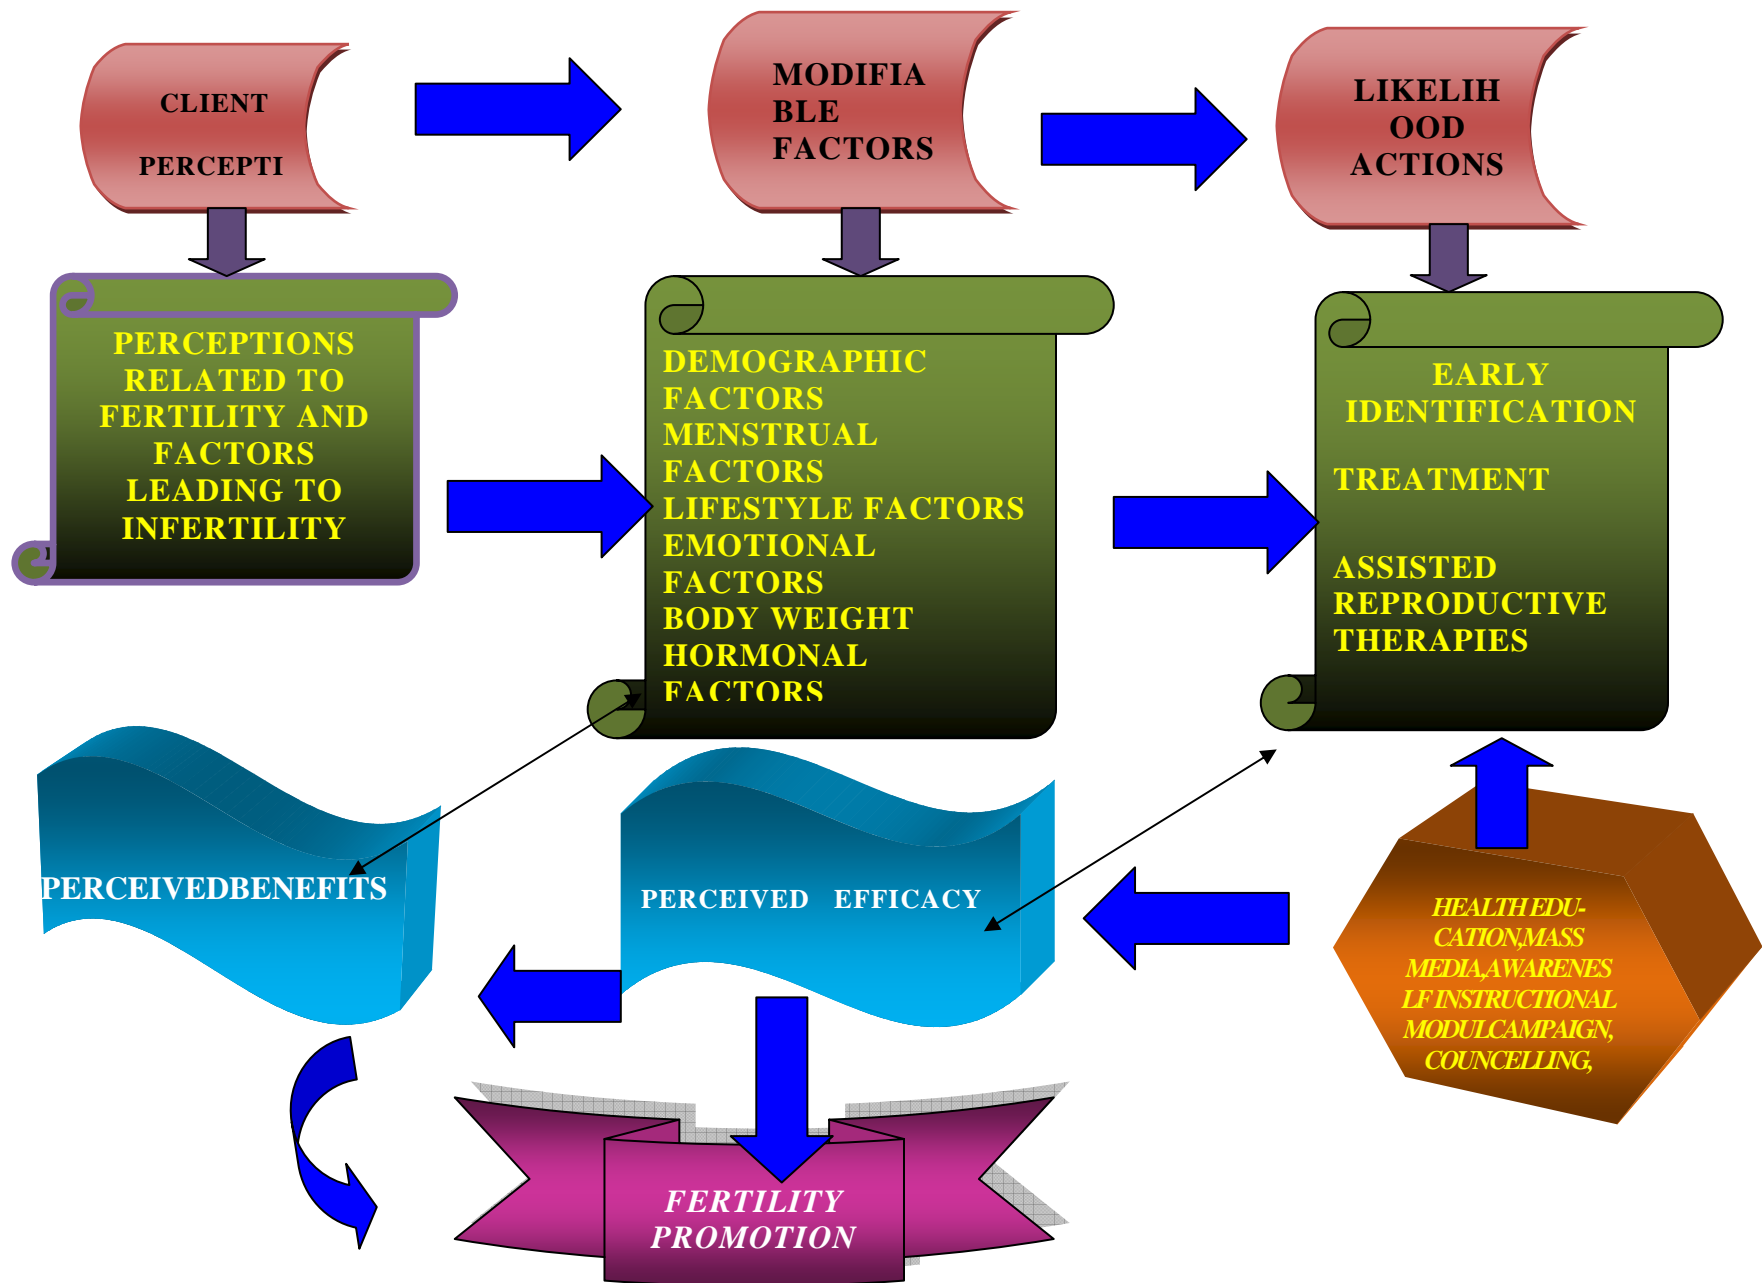 CLIENT
PERCEPTI
MODIFIA
BLE
FACTORS
LIKELIH
OOD
ACTIONS
PERCEPTIONS
RELATED TO
FERTILITY AND
FACTORS
LEADING TO
INFERTILITY
DEMOGRAPHIC
FACTORS
MENSTRUAL
FACTORS
LIFESTYLE FACTORS
EMOTIONAL
FACTORS
BODY WEIGHT
HORMONAL
FACTORS
EARLY
IDENTIFICATION
TREATMENT
ASSISTED
REPRODUCTIVE
THERAPIES
PERCEIVEDBENEFITS
PERCEIVED EFFICACY
HEALTH EDU-
CATION,MASS
MEDIA,AWARENES
LF INSTRUCTIONAL
MODULCAMPAIGN,
COUNCELLING,
FERTILITY
PROMOTION